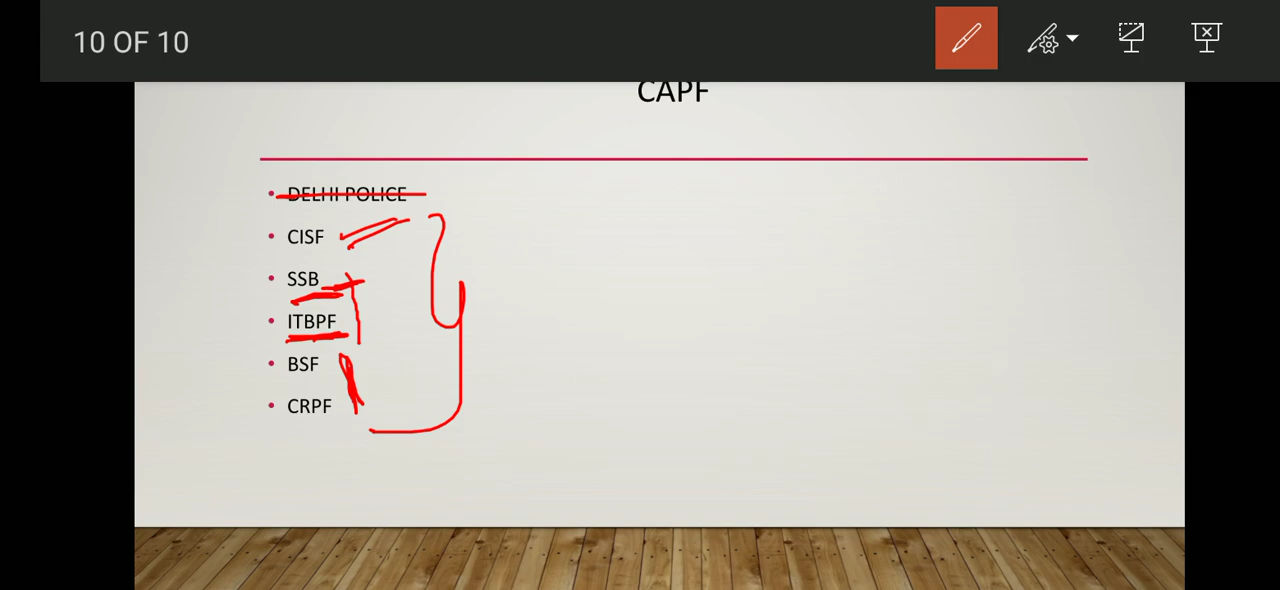 10 OF 10
CAPF
• DELHI POLICE
• CISF
• SSB
• ITBPF
• BSF
• CRPF